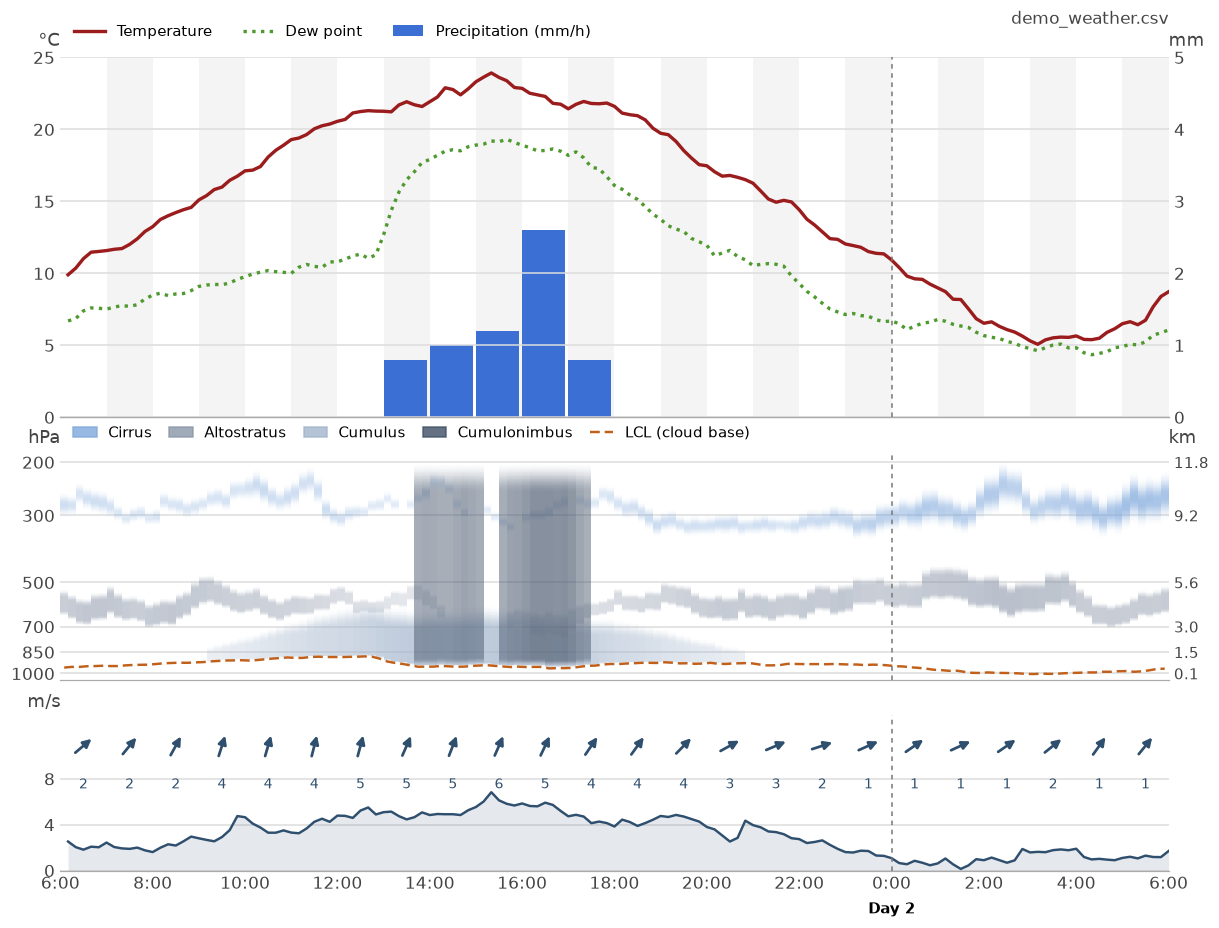 demo_weather.csv
Temperature Dew point Precipitation (mm/h)
°C mm
25 5
20 4
15 3
10 2
5 1
0 0
Cirrus Altostratus Cumulus Cumulonimbus LCL (cloud base)
hPa km
200 11.8
300 9.2
500 5.6
700 3.0
850 1.5
1000 0.1
m/s
2 2 2 4 4 4 5 5 5 6 5 4 4 4 3 3 2 1 1 1 1 2 1 1
8
4
0
6:00 8:00 10:00 12:00 14:00 16:00 18:00 20:00 22:00 0:00 2:00 4:00 6:00
Day 2